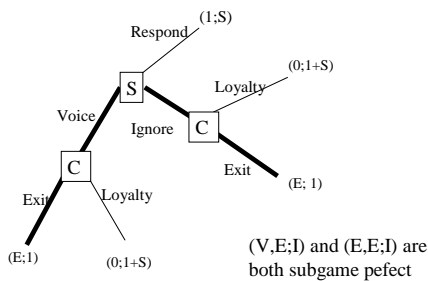 Respond
(1;S)
S
(0;1+S)
Loyalty
Voice
Ignore
C
C
Exit
Exit
Loyalty
(E; 1)
(E;1)
(0;1+S)
(V,E;I) and (E,E;I) are
both subgame pefect